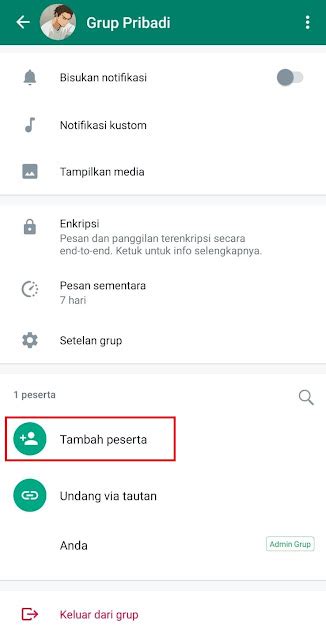 Grup Pribadi
Bisukan notifikasi
Notifikasi kustom
Tampilkan media
Enkripsi
Pesan dan panggilan terenkripsi secara
end-to-end. Ketuk untuk info selengkapnya.
Pesan sementara
7 hari
Setelan grup
1 peserta
Tambah peserta
Undang via tautan
Anda
Admin Grup
Keluar dari grup